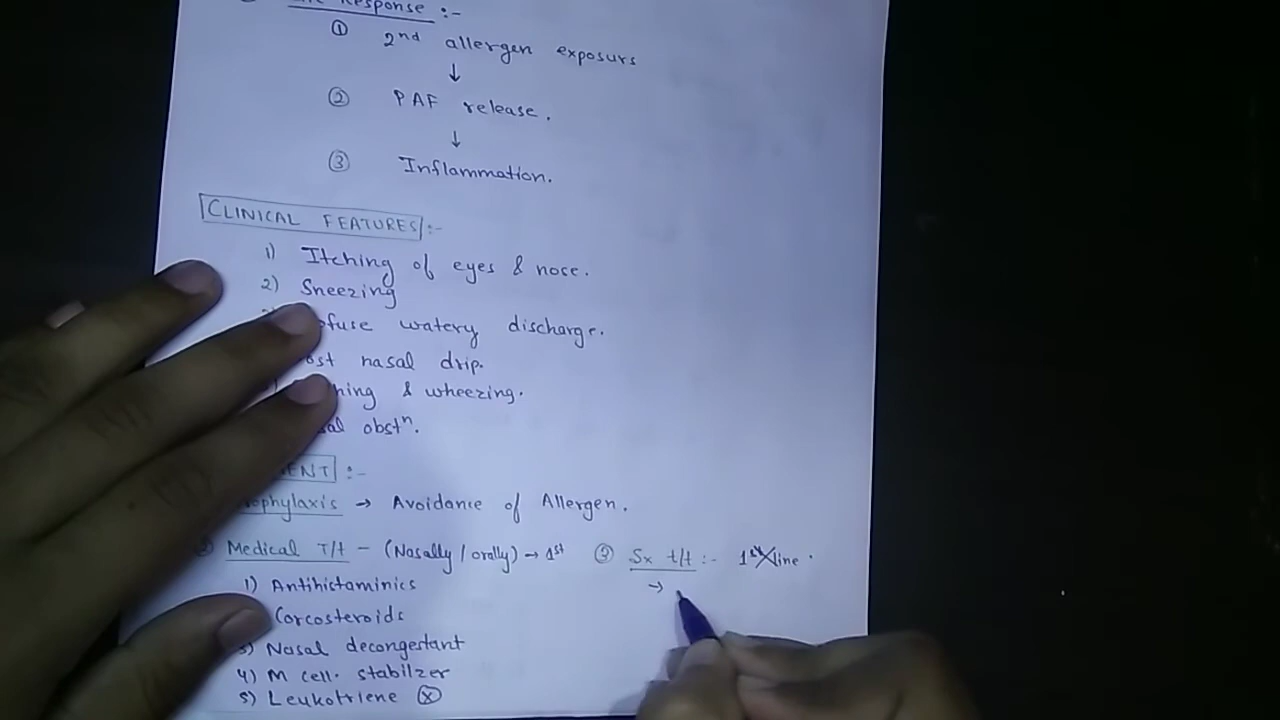 Response :-
① 2nd allergen exposurs
↓
② PAF release.
↓
③ Inflammation.
CLINICAL FEATURES :-
1) Itching of eyes & nose.
2) Sneezing
watery discharge.
nasal drip.
& wheezing.
obstn.
:-
→ Avoidance of Allergen.
Medical T/t - (Nasally / orally) → 1st
1) Antihistaminics
Corcosteroids
3) Nasal decongestant
4) M cell. stabilzer
5) Leukotriene ⓧ
③ Sx t/t :- 1st X line .
→